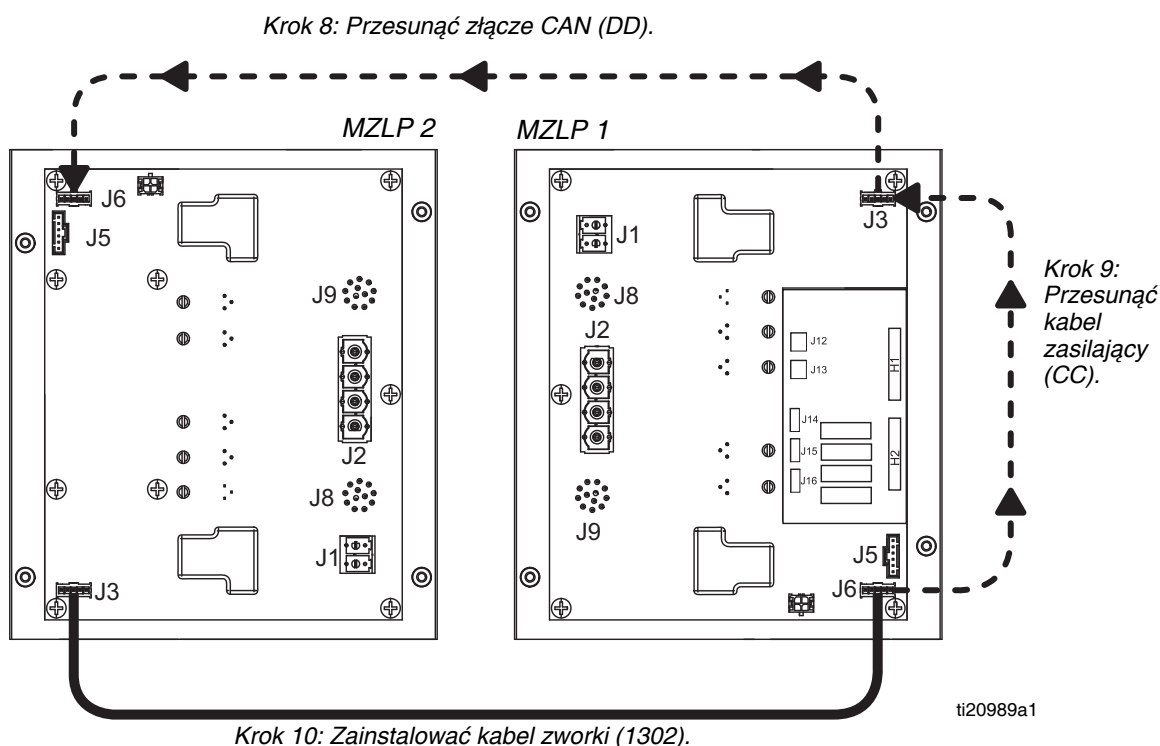 Krok 8: Przesunąć złącze CAN (DD).
MZLP 2
MZLP 1
J6
J5
J9
J2
J8
J1
J3
J1
J8
J2
J9
J3
J12
J13
H1
J14
J15
J16
H2
J5
J6
Krok 9:
Przesunąć
kabel
zasilający
(CC).
ti20989a1
Krok 10: Zainstalować kabel zworki (1302).